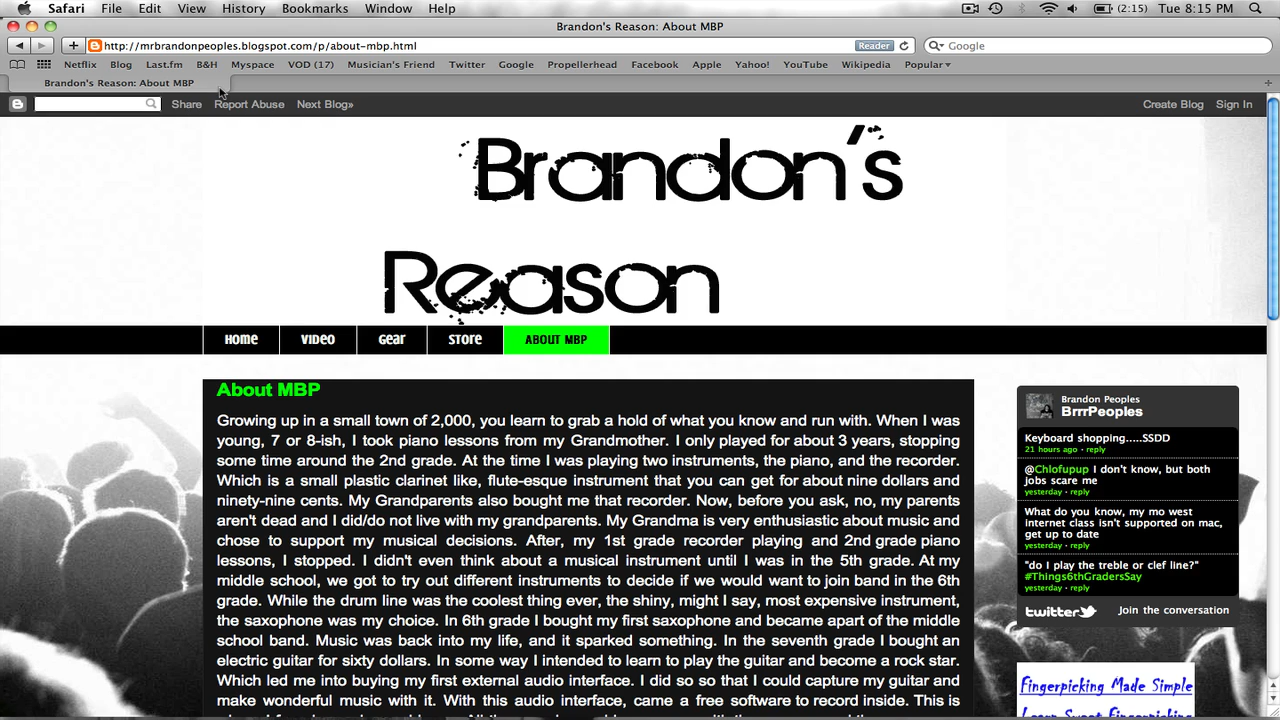 Safari File Edit View History Bookmarks Window Help (2:15) Tue 8:15 PM
Brandon's Reason: About MBP
http://mrbrandonpeoples.blogspot.com/p/about-mbp.html Reader Google
Netflix Blog Last.fm B&H Myspace VOD (17) Musician's Friend Twitter Google Propellerhead Facebook Apple Yahoo! YouTube Wikipedia Popular
Brandon's Reason: About MBP
Share Report Abuse Next Blog» Create Blog Sign In
Brandon's
Reason
Home VIDEO Gear STORE ABOUT MBP
About MBP
Growing up in a small town of 2,000, you learn to grab a hold of what you know and run with. When I was
young, 7 or 8-ish, I took piano lessons from my Grandmother. I only played for about 3 years, stopping
some time around the 2nd grade. At the time I was playing two instruments, the piano, and the recorder.
Which is a small plastic clarinet like, flute-esque instrument that you can get for about nine dollars and
ninety-nine cents. My Grandparents also bought me that recorder. Now, before you ask, no, my parents
aren't dead and I did/do not live with my grandparents. My Grandma is very enthusiastic about music and
chose to support my musical decisions. After, my 1st grade recorder playing and 2nd grade piano
lessons, I stopped. I didn't even think about a musical instrument until I was in the 5th grade. At my
middle school, we got to try out different instruments to decide if we would want to join band in the 6th
grade. While the drum line was the coolest thing ever, the shiny, might I say, most expensive instrument,
the saxophone was my choice. In 6th grade I bought my first saxophone and became apart of the middle
school band. Music was back into my life, and it sparked something. In the seventh grade I bought an
electric guitar for sixty dollars. In some way I intended to learn to play the guitar and become a rock star.
Which led me into buying my first external audio interface. I did so so that I could capture my guitar and
make wonderful music with it. With this audio interface, came a free software to record inside. This is
Brandon Peoples
BrrrPeoples
Keyboard shopping.....SSDD
21 hours ago · reply
@Chlofupup I don't know, but both
jobs scare me
yesterday · reply
What do you know, my mo west
internet class isn't supported on mac,
get up to date
yesterday · reply
"do I play the treble or clef line?"
#Things6thGradersSay
yesterday · reply
twitter Join the conversation
Fingerpicking Made Simple
Learn Sweet Fingerpicking